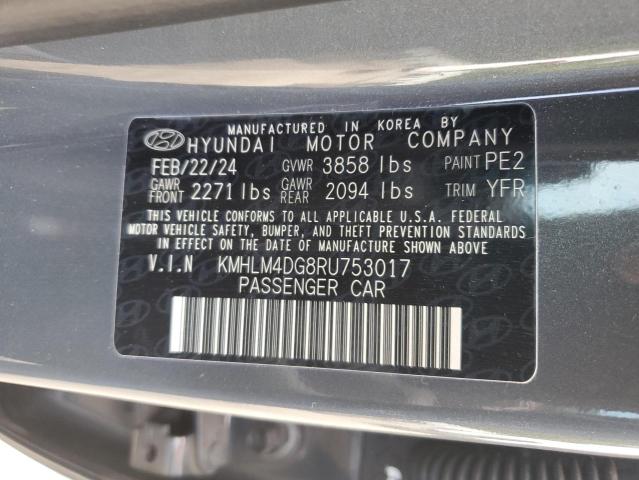 MANUFACTURED IN KOREA BY
HYUNDAI MOTOR COMPANY
FEB/22/24 GVWR 3858 lbs PAINT PE2
GAWR FRONT 2271 lbs GAWR REAR 2094 lbs TRIM YFR
THIS VEHICLE CONFORMS TO ALL APPLICABLE U.S.A. FEDERAL
MOTOR VEHICLE SAFETY, BUMPER, AND THEFT PREVENTION STANDARDS
IN EFFECT ON THE DATE OF MANUFACTURE SHOWN ABOVE.
V.I.N KMHLM4DG8RU753017
PASSENGER CAR